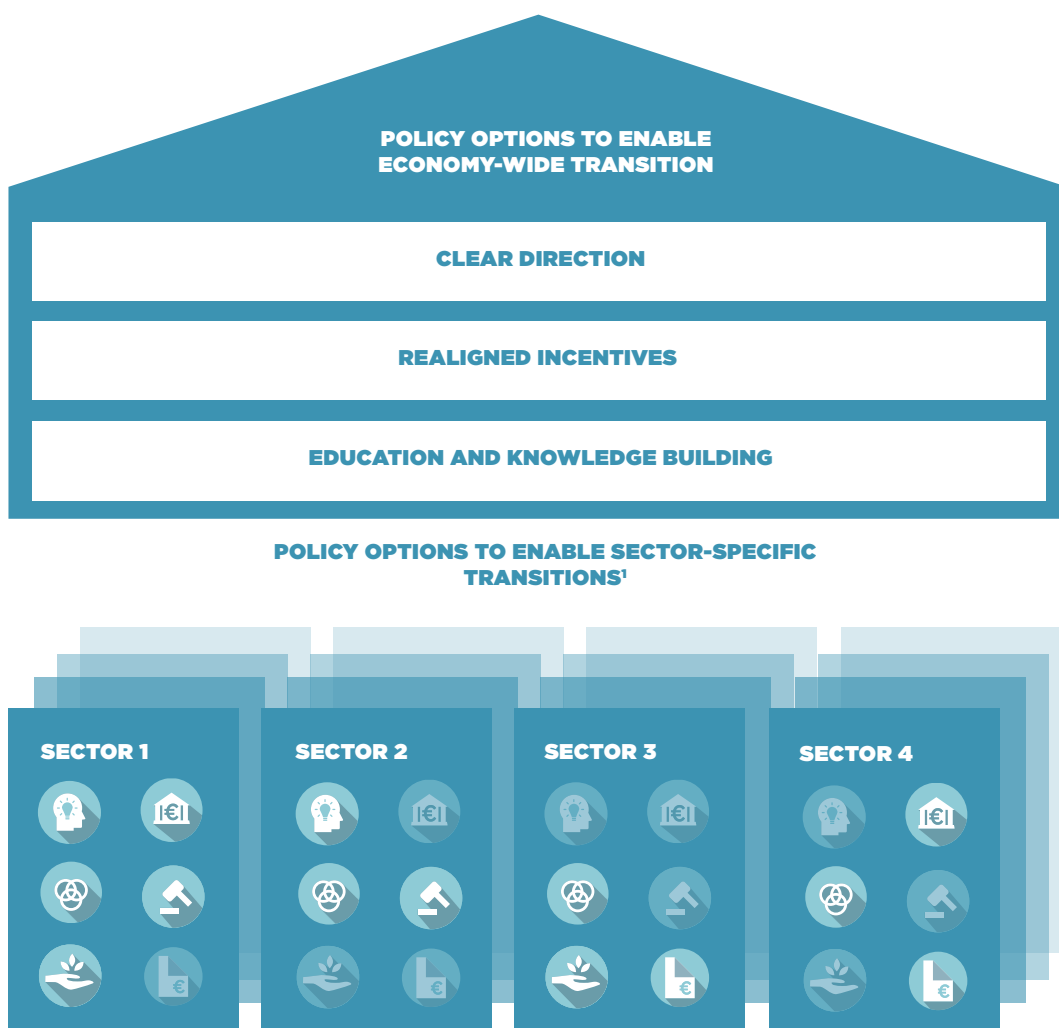 POLICY OPTIONS TO ENABLE
ECONOMY-WIDE TRANSITION
CLEAR DIRECTION
REALIGNED INCENTIVES
EDUCATION AND KNOWLEDGE BUILDING
POLICY OPTIONS TO ENABLE SECTOR-SPECIFIC
TRANSITIONS¹
SECTOR 1
SECTOR 2
SECTOR 3
SECTOR 4
€
€
€
€
€
€
€
€